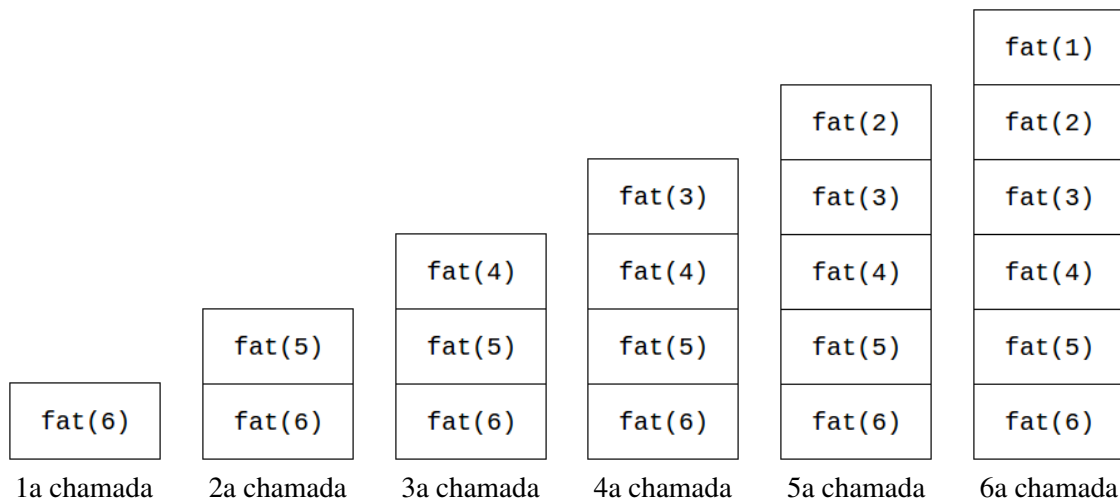 fat(1)
fat(2) fat(2)
fat(3) fat(3) fat(3)
fat(4) fat(4) fat(4) fat(4)
fat(5) fat(5) fat(5) fat(5) fat(5)
fat(6) fat(6) fat(6) fat(6) fat(6) fat(6)
1a chamada 2a chamada 3a chamada 4a chamada 5a chamada 6a chamada